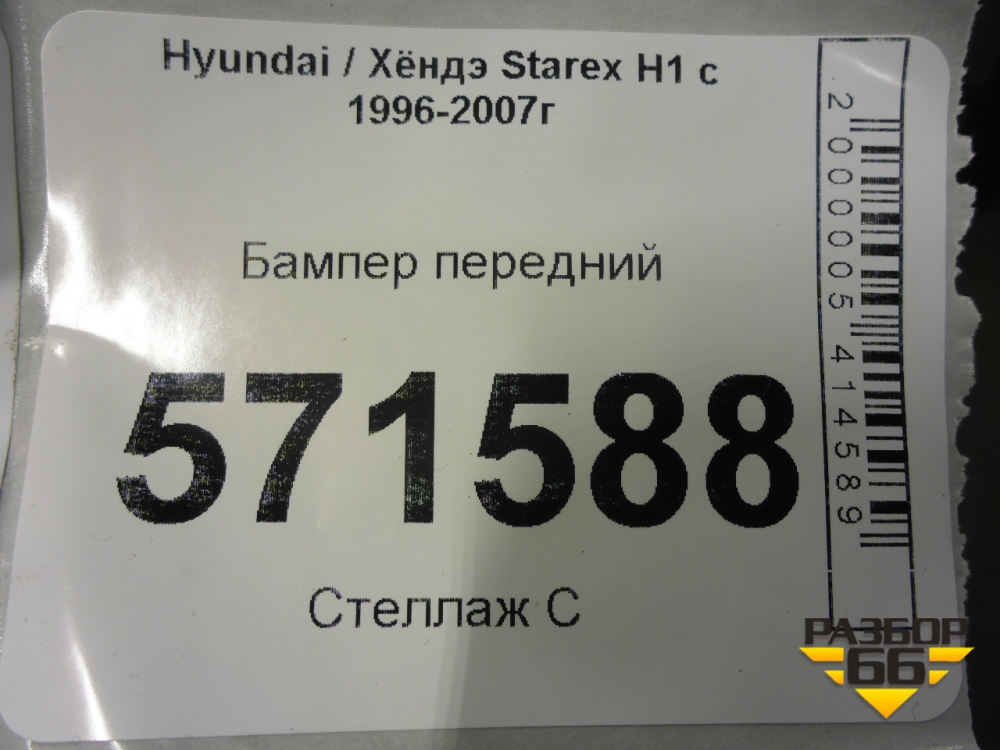 Hyundai / Хёндэ Starex H1 с
1996-2007г
Бампер передний
571588
Стеллаж С
2000005414589
РАЗБОР
66